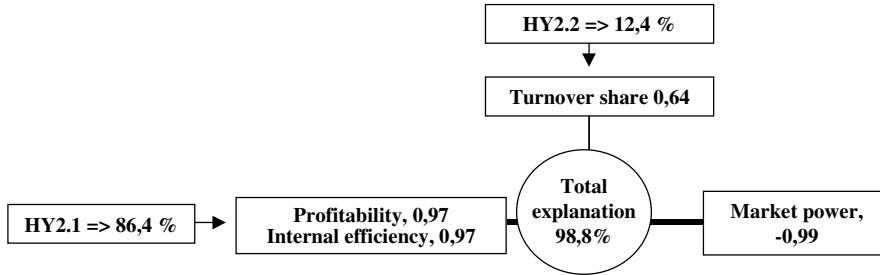 HY2.2 => 12,4 %
Turnover share 0,64
HY2.1 => 86,4 %
Profitability, 0,97
Internal efficiency, 0,97
Total
explanation
98,8%
Market power,
-0,99